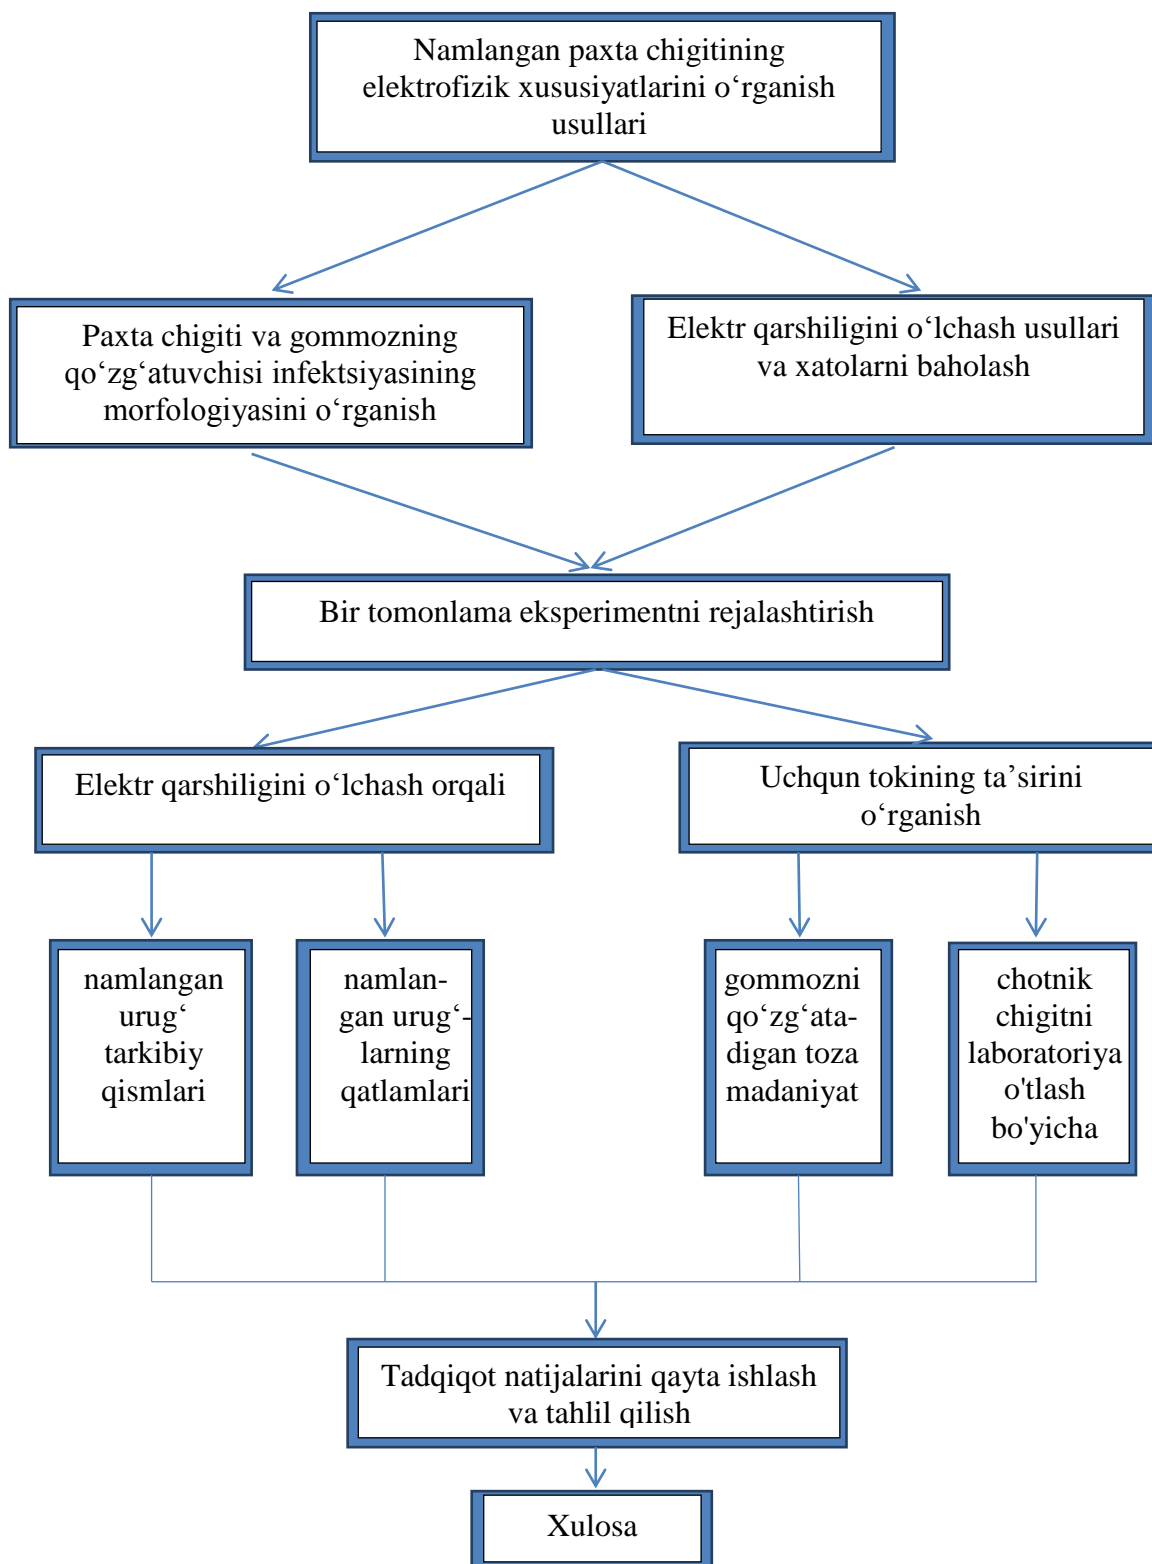 Namlangan paxta chigitining
elektrofizik xususiyatlarini o‘rganish
usullari
Paxta chigiti va gommozning
qo‘zg‘atuvchisi infektsiyasining
morfologiyasini o‘rganish
Elektr qarshiligini o‘lchash usullari
va xatolarni baholash
Bir tomonlama eksperimentni rejalashtirish
Elektr qarshiligini o‘lchash orqali
Uchqun tokining ta’sirini
o‘rganish
namlangan
urug‘
tarkibiy
qismlari
namlan-
gan urug‘-
larning
qatlamlari
gommozni
qo‘zg‘ata-
digan toza
madaniyat
chotnik
chigitni
laboratoriya
o'tlash
bo'yicha
Tadqiqot natijalarini qayta ishlash
va tahlil qilish
Xulosa